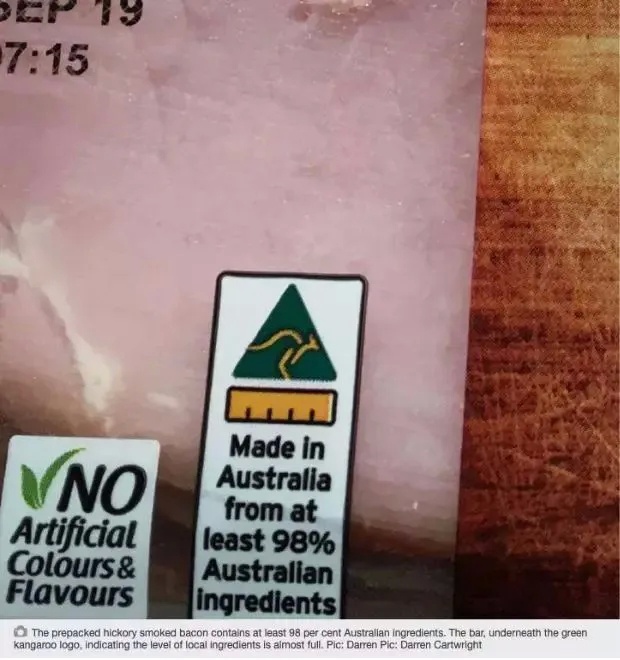 SEP 19
07:15
Made in
Australia
from at
least 98%
Australian
ingredients
NO
Artificial
Colours&
Flavours
The prepacked hickory smoked bacon contains at least 98 per cent Australian ingredients. The bar, underneath the green
kangaroo logo, indicating the level of local ingredients is almost full. Pic: Darren Pic: Darren Cartwright